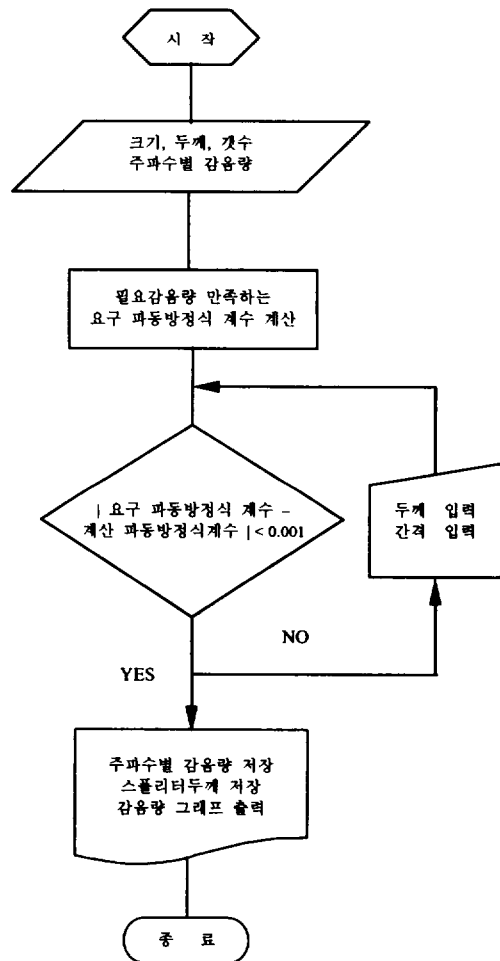 시 작
크기, 두께, 갯수
주파수별 감음량
필요감음량 만족하는
요구 파동방정식 계수 계산
| 요구 파동방정식 계수 –
계산 파동방정식계수 | < 0.001
두께 입력
간격 입력
NO
YES
주파수별 감음량 저장
스플리터두께 저장
감음량 그래프 출력
종 료